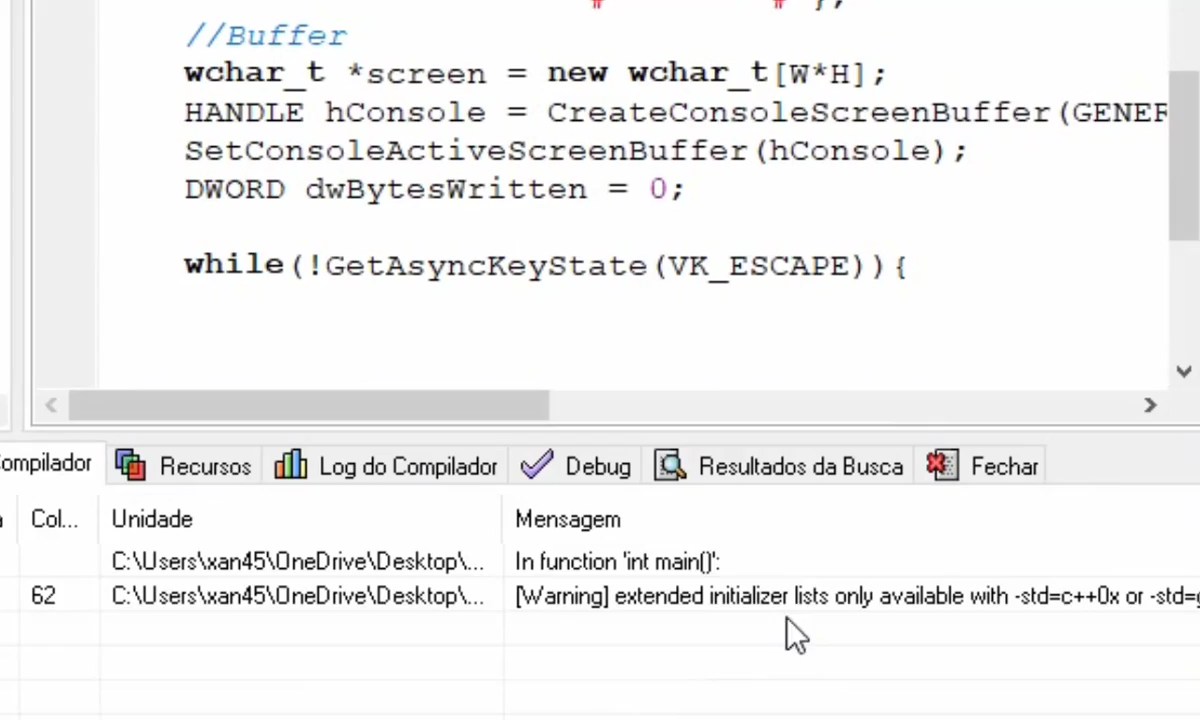 # # };
//Buffer
wchar_t *screen = new wchar_t[W*H];
HANDLE hConsole = CreateConsoleScreenBuffer(GENER
SetConsoleActiveScreenBuffer(hConsole);
DWORD dwBytesWritten = 0;
while(!GetAsyncKeyState(VK_ESCAPE)){
ompilador Recursos Log do Compilador Debug Resultados da Busca Fechar
a Col... Unidade Mensagem
C:\Users\xan45\OneDrive\Desktop\... In function 'int main()':
62 C:\Users\xan45\OneDrive\Desktop\... [Warning] extended initializer lists only available with -std=c++0x or -std=g